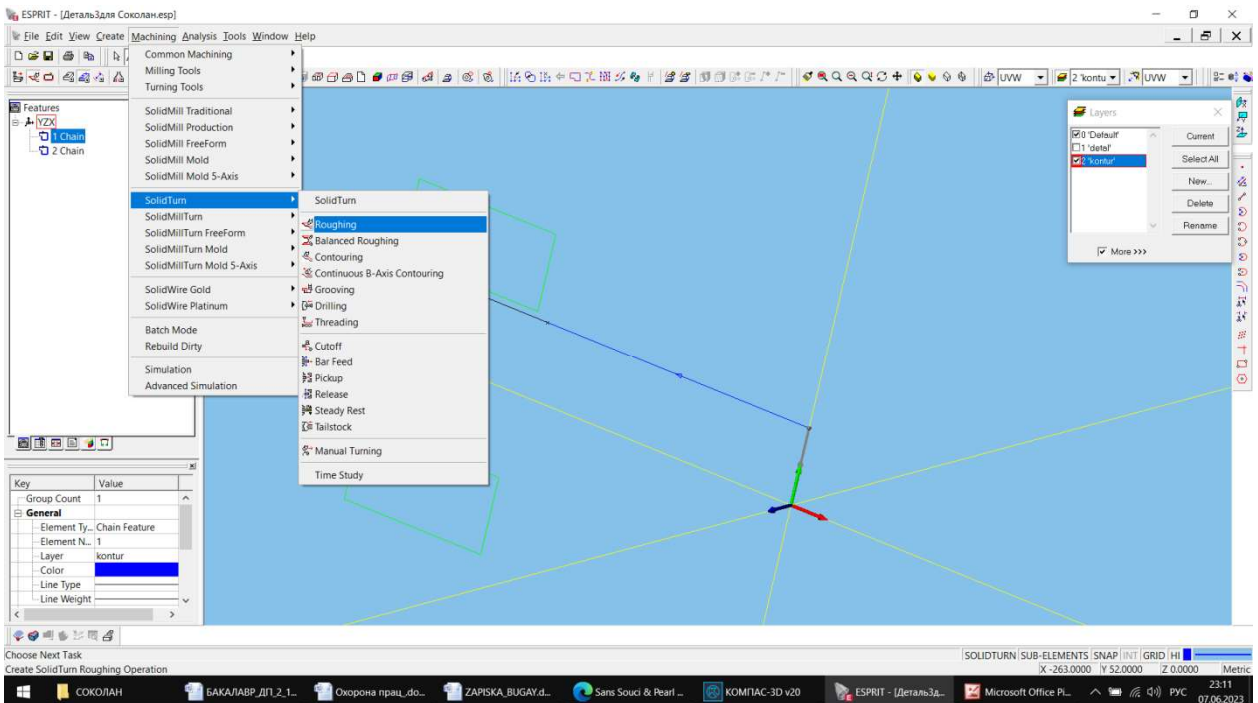 ESPRIT - [Деталь3для Соколан.esp]
File Edit View Create Machining Analysis Tools Window Help
UVW
2 'kontu
UVW
Common Machining
Milling Tools
Turning Tools
SolidMill Traditional
SolidMill Production
SolidMill FreeForm
SolidMill Mold
SolidMill Mold 5-Axis
SolidTurn
SolidMillTurn
SolidMillTurn FreeForm
SolidMillTurn Mold
SolidMillTurn Mold 5-Axis
SolidWire Gold
SolidWire Platinum
Batch Mode
Rebuild Dirty
Simulation
Advanced Simulation
SolidTurn
Roughing
Balanced Roughing
Contouring
Continuous B-Axis Contouring
Grooving
Drilling
Threading
Cutoff
Bar Feed
Pickup
Release
Steady Rest
Tailstock
Manual Turning
Time Study
Features
YZX
1 Chain
2 Chain
Layers
0 'Default'
1 'detal'
2 'kontur'
Current
Select All
New...
Delete
Rename
More >>>
Key Value
Group Count 1
General
Element Ty... Chain Feature
Element N... 1
Layer kontur
Color
Line Type
Line Weight
Choose Next Task
SOLIDTURN SUB-ELEMENTS SNAP INT GRID HI
Create SolidTurn Roughing Operation
X -263.0000 Y 52.0000 Z 0.0000 Metric
СОКОЛАН
БАКАЛАВР_ДП_2_1...
Охорона прац_do...
ZAPISKA_BUGAY.d...
Sans Souci & Pearl ...
КОМПАС-3D v20
ESPRIT - [Деталь3д...
Microsoft Office Pi...
РУС
23:11
07.06.2023